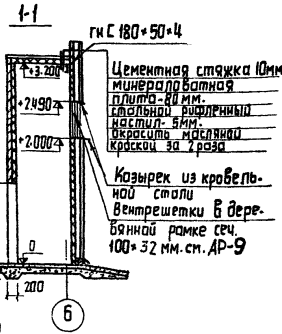 1-1
гн С 180×50×4
+3.200
Цементная стяжка 10мм
минераловатная
плита-80мм.
стальной рифленный
настил- 5мм.
окрасить масляной
краской за 2 раза
+2.490
+2.000
Козырек из кровель-
ной стали
Вентрешетки в дере-
вянной рамке сеч.
100×32 мм.см. АР-9
0
200
6